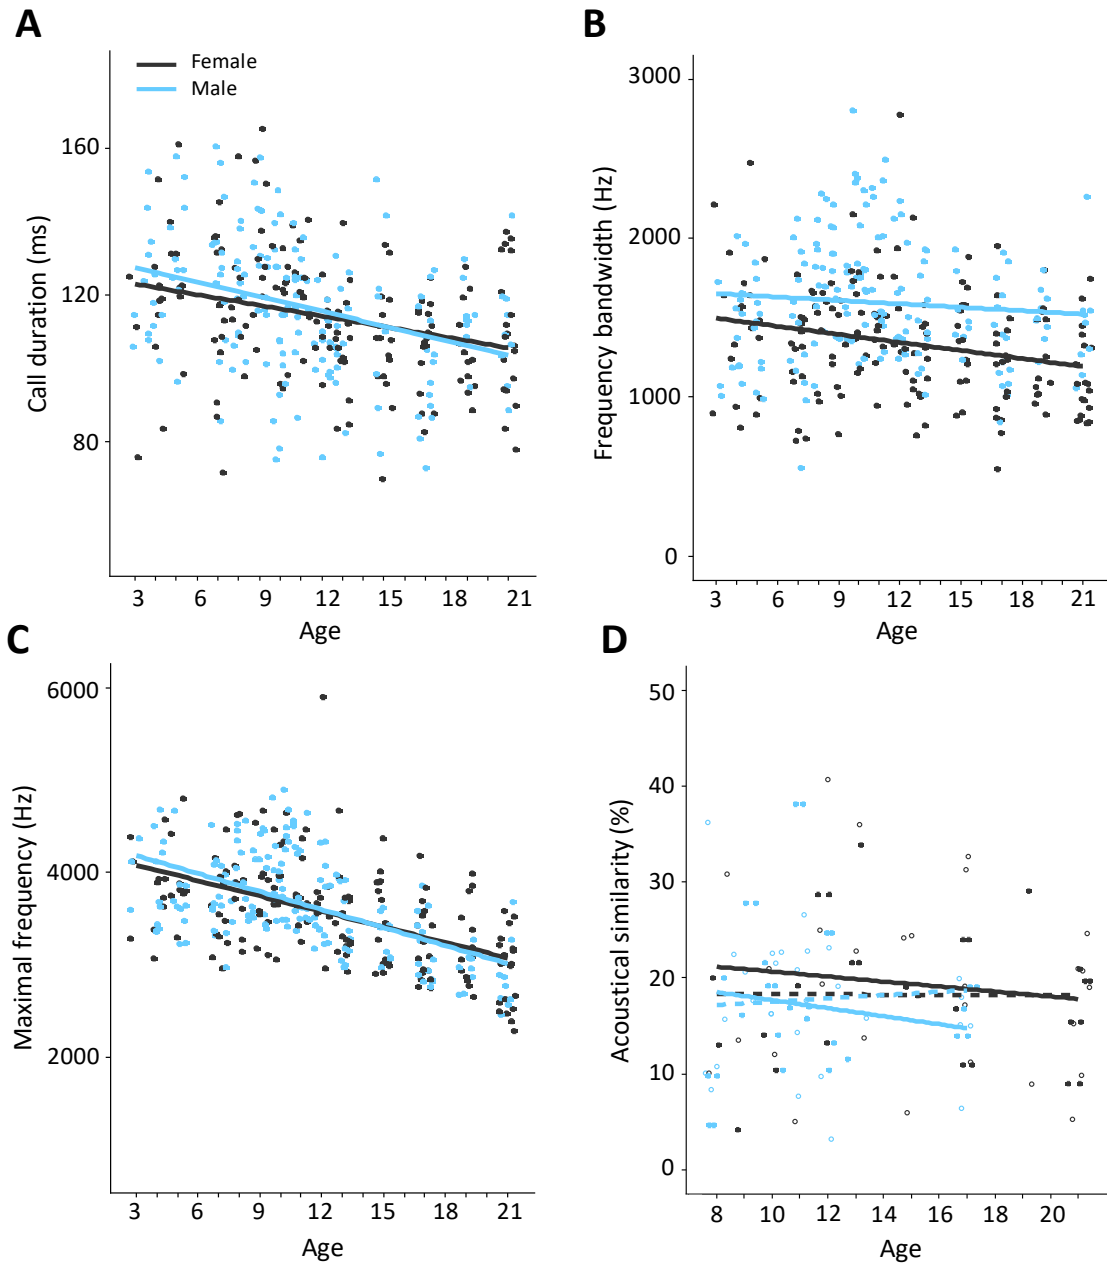 A
Female
Male
160
120
80
Call duration (ms)
3 6 9 12 15 18 21
Age
B
3000
2000
1000
0
Frequency bandwidth (Hz)
3 6 9 12 15 18 21
Age
C
6000
4000
2000
Maximal frequency (Hz)
3 6 9 12 15 18 21
Age
D
50
40
30
20
10
0
Acoustical similarity (%)
8 10 12 14 16 18 20
Age